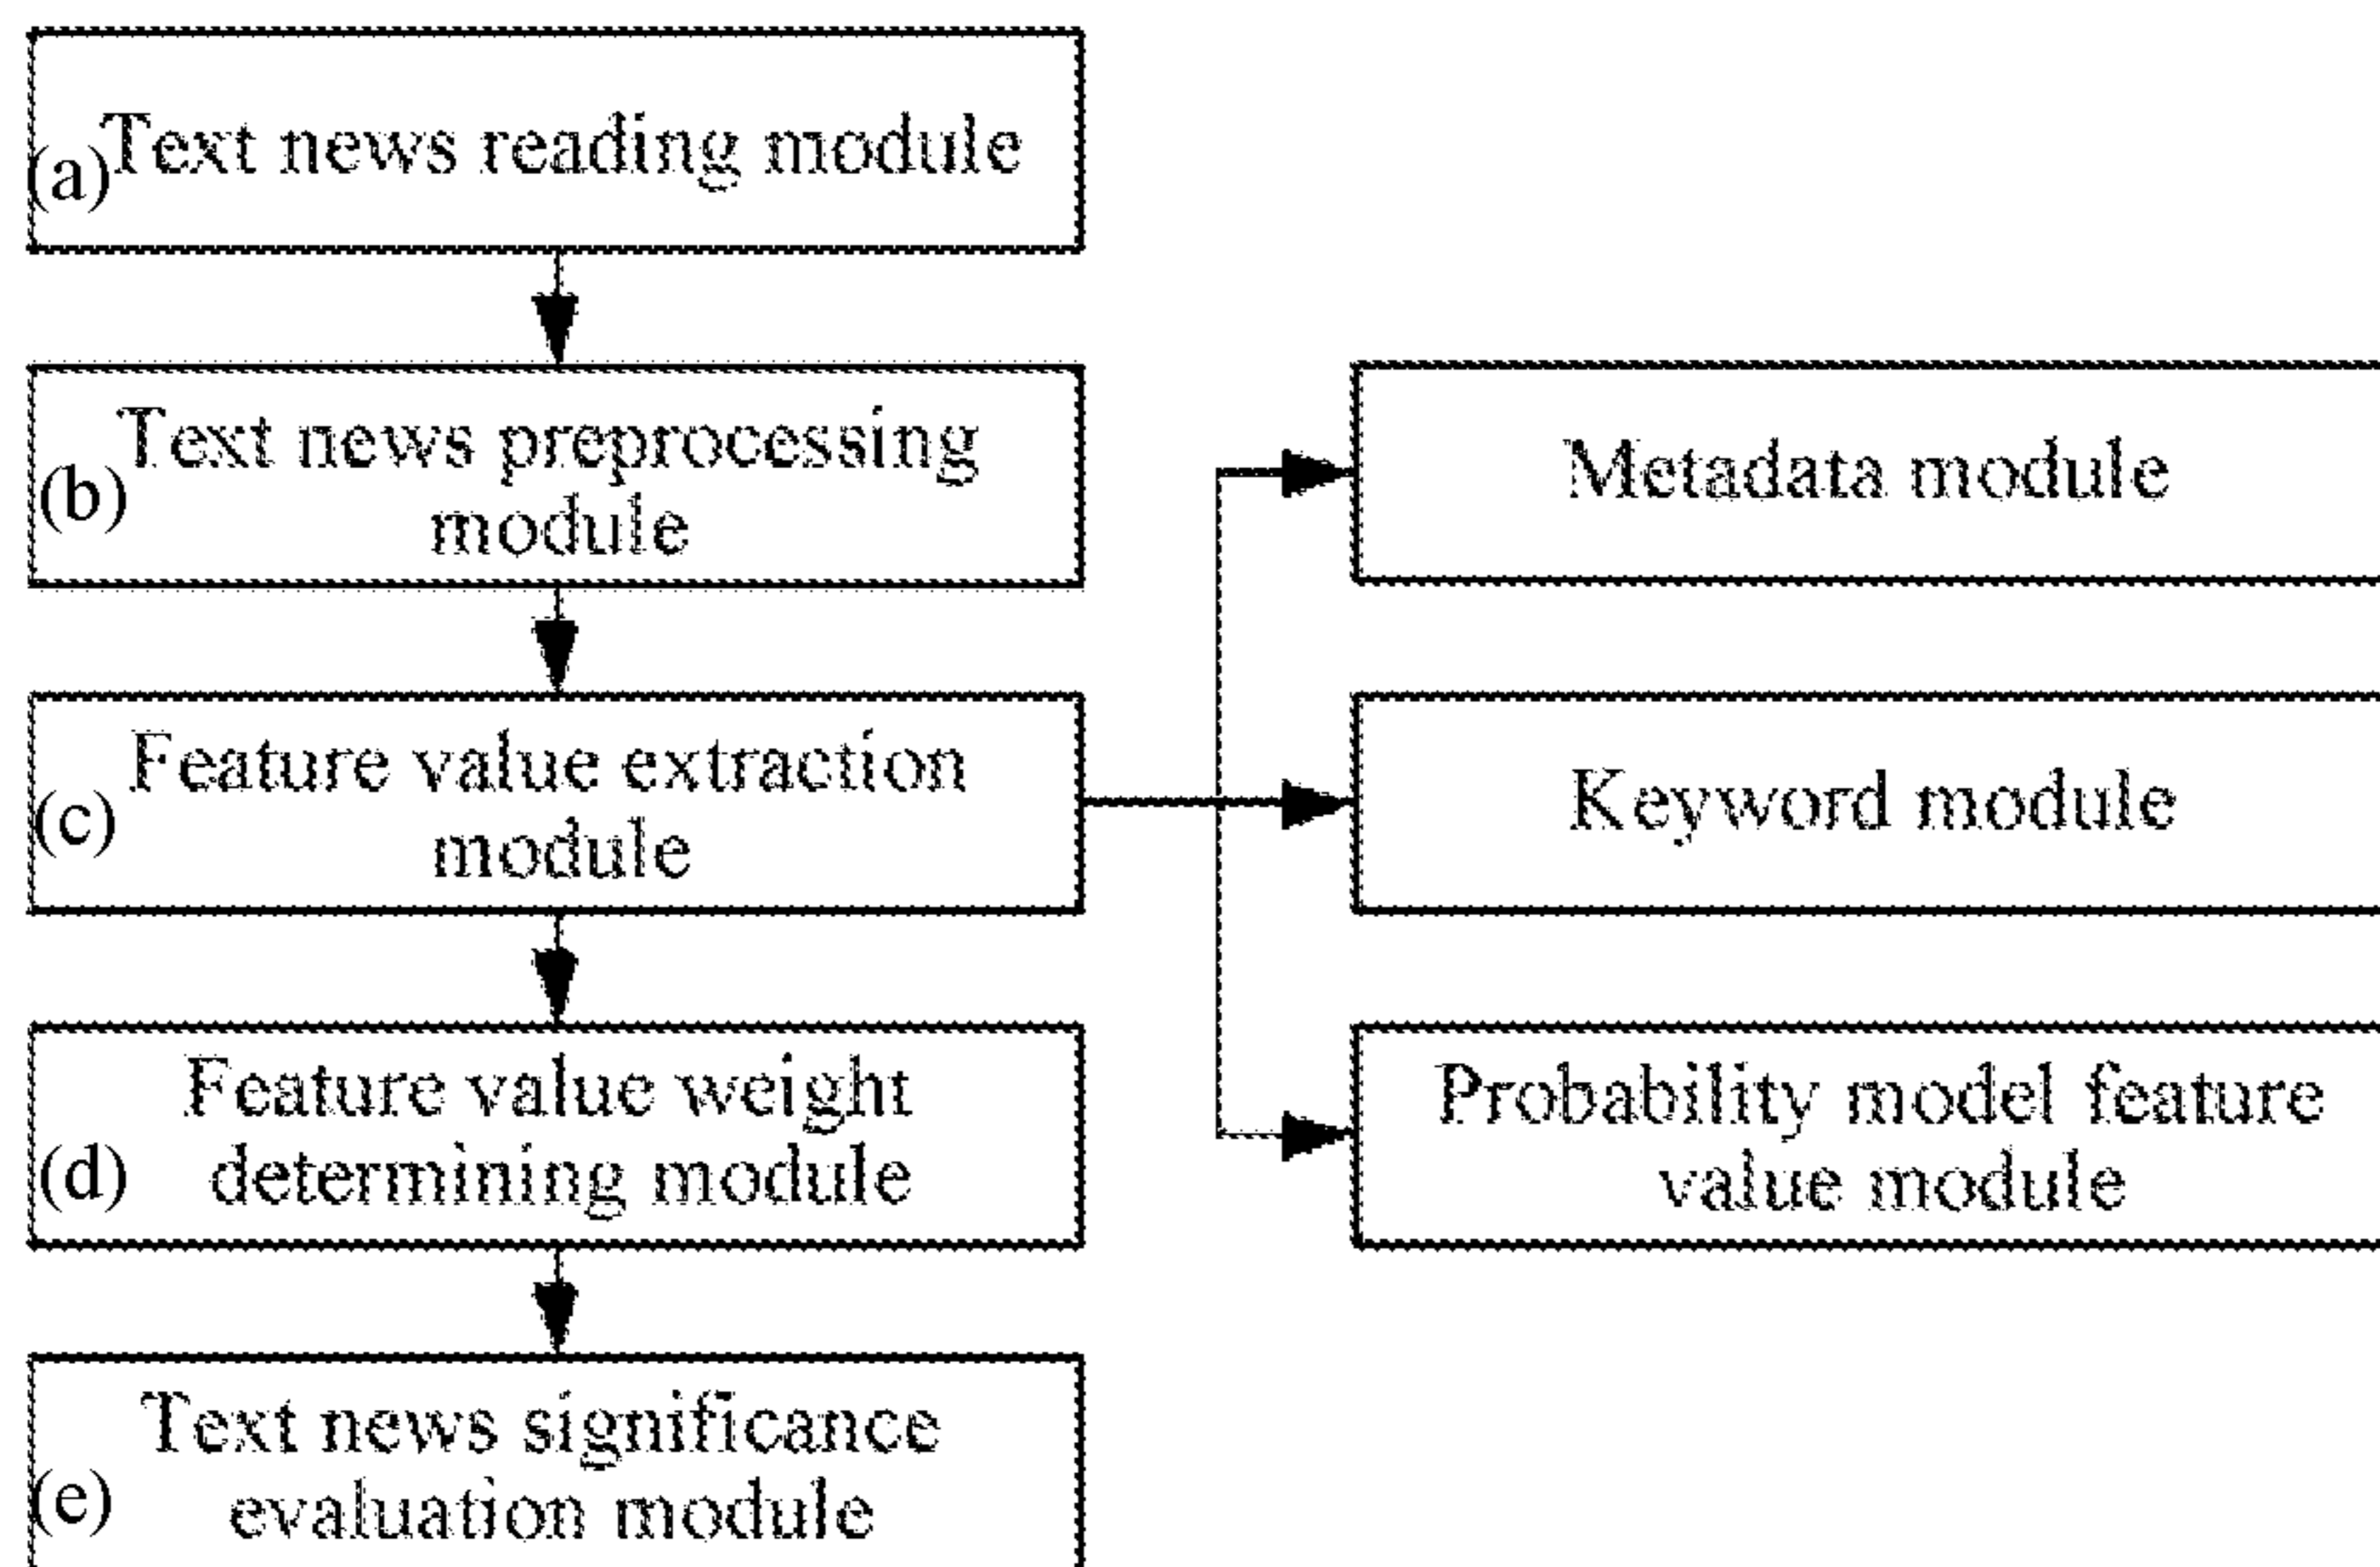 (a) Text news reading module
(b) Text news preprocessing
module
Metadata module
(c) Feature value extraction
module
Keyword module
(d) Feature value weight
determining module
Probability model feature
value module
(e) Text news significance
evaluation module